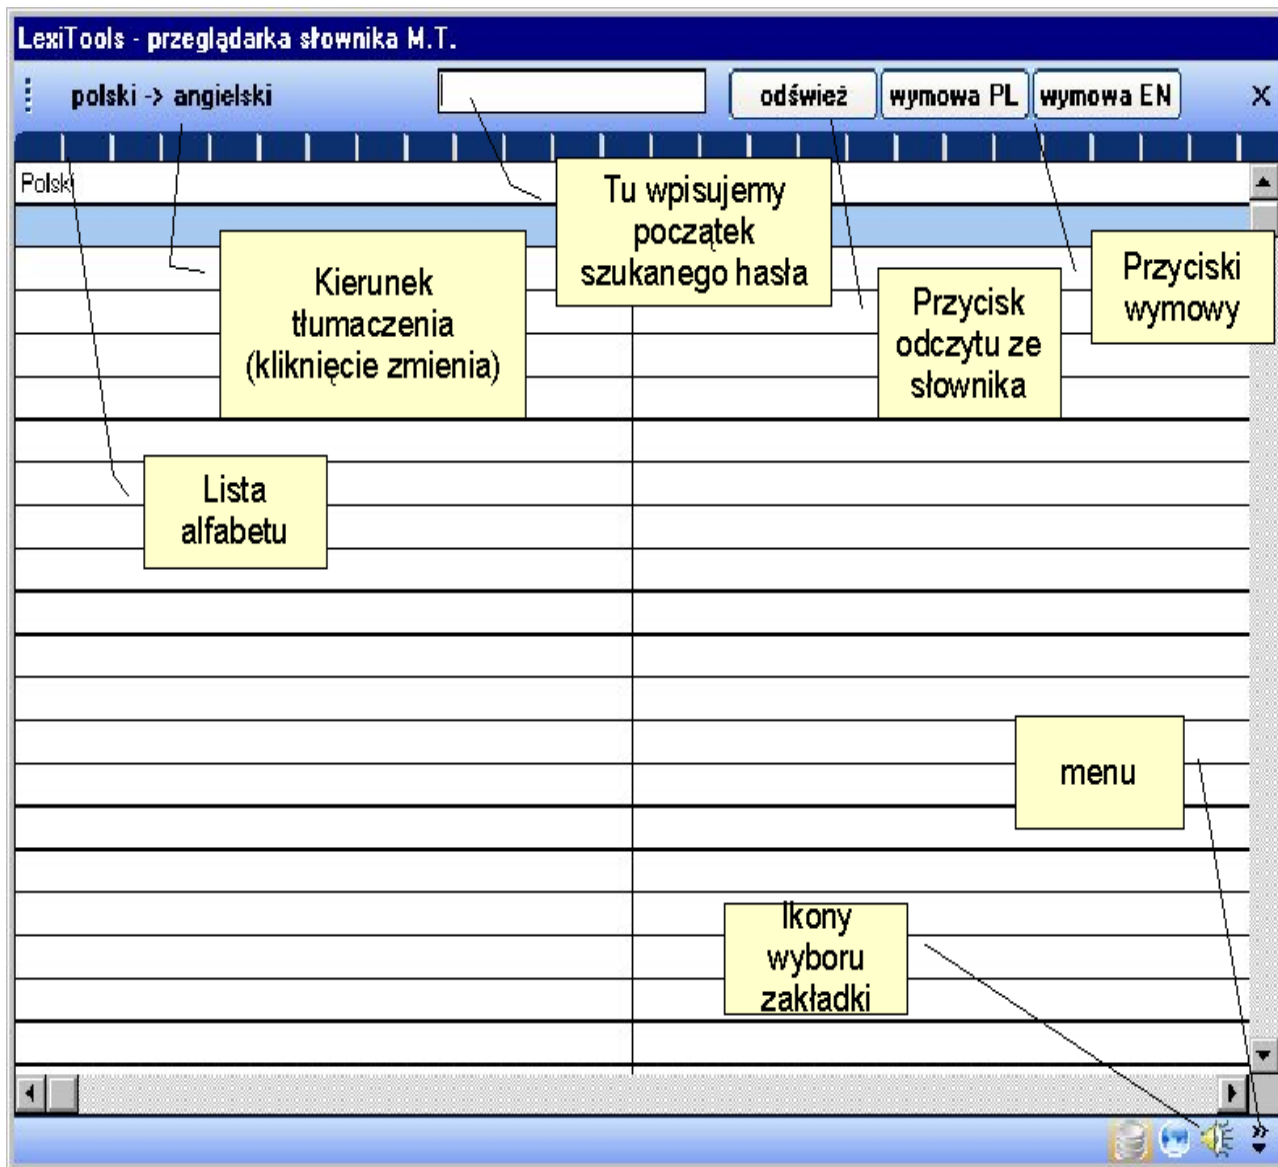 LexiTools - przeglądarka słownika M.T.
polski -> angielski
odśwież
wymowa PL
wymowa EN
Polski
Tu wpisujemy
początek
szukanego hasła
Kierunek
tłumaczenia
(kliknięcie zmienia)
Przycisk
odczytu ze
słownika
Przyciski
wymowy
Lista
alfabetu
menu
Ikony
wyboru
zakładki